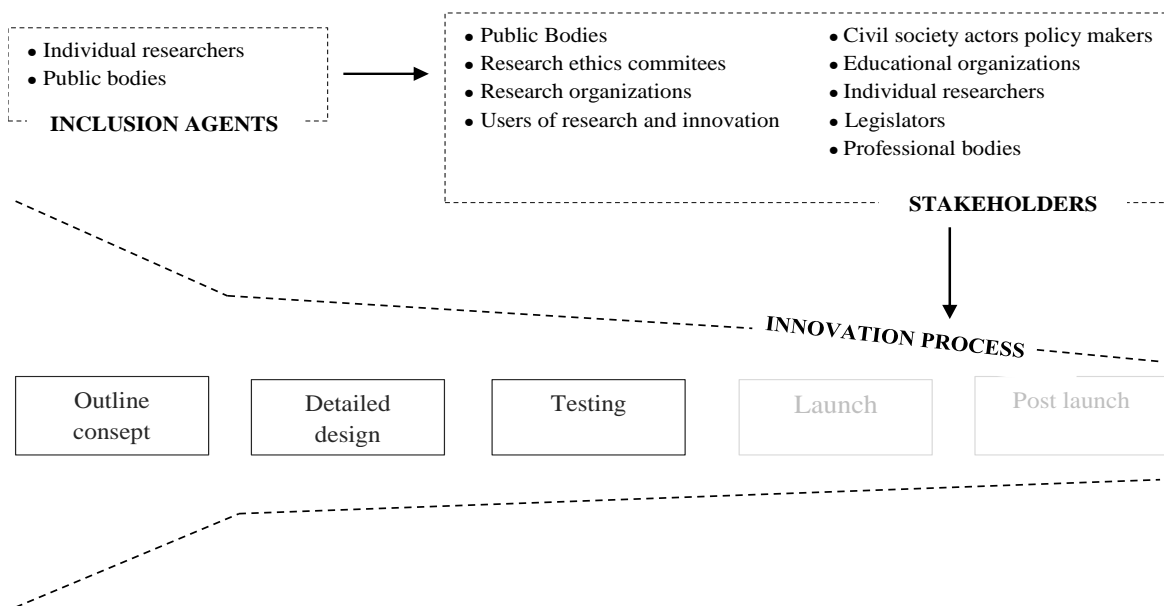 • Individual researchers
• Public bodies
INCLUSION AGENTS
• Public Bodies
• Research ethics commitees
• Research organizations
• Users of research and innovation
• Civil society actors policy makers
• Educational organizations
• Individual researchers
• Legislators
• Professional bodies
STAKEHOLDERS
INNOVATION PROCESS
Outline
consept
Detailed
design
Testing
Launch
Post launch